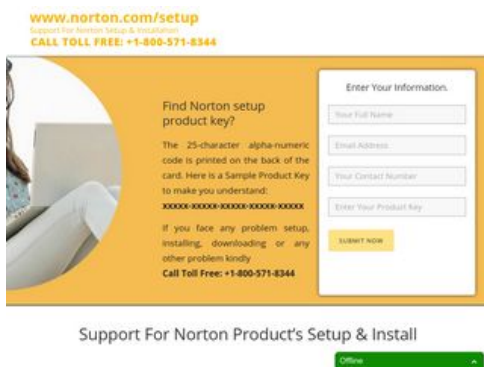 www.norton.com/setup
Support For Norton Setup & Installation
CALL TOLL FREE: +1-800-571-8344
Find Norton setup
product key?
The 25-character alpha-numeric
code is printed on the back of the
card. Here is a Sample Product Key
to make you understand:
XXXXX-XXXXX-XXXXX-XXXXX-XXXXX
If you face any problem setup,
installing, downloading or any
other problem kindly
Call Toll Free: +1-800-571-8344
Enter Your Information.
Your Full Name
Email Address
Your Contact Number
Enter Your Product Key
SUBMIT NOW
Support For Norton Product's Setup & Install
Offline